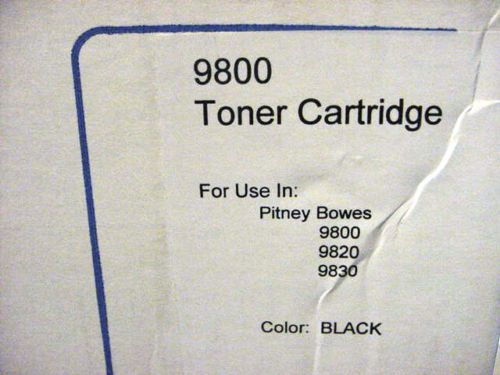 9800
Toner Cartridge
For Use In:
Pitney Bowes
9800
9820
9830
Color: BLACK